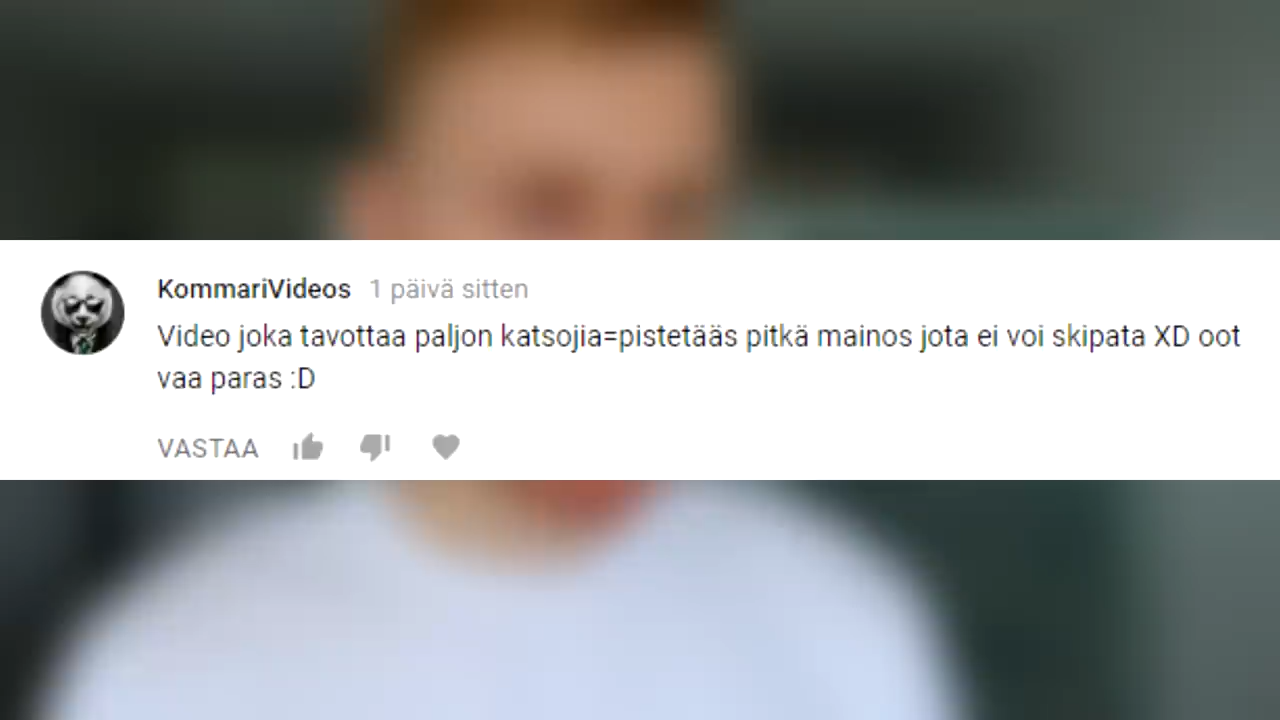 KommariVideos 1 päivä sitten
Video joka tavottaa paljon katsojia=pistetääs pitkä mainos jota ei voi skipata XD oot
vaa paras :D
VASTAA